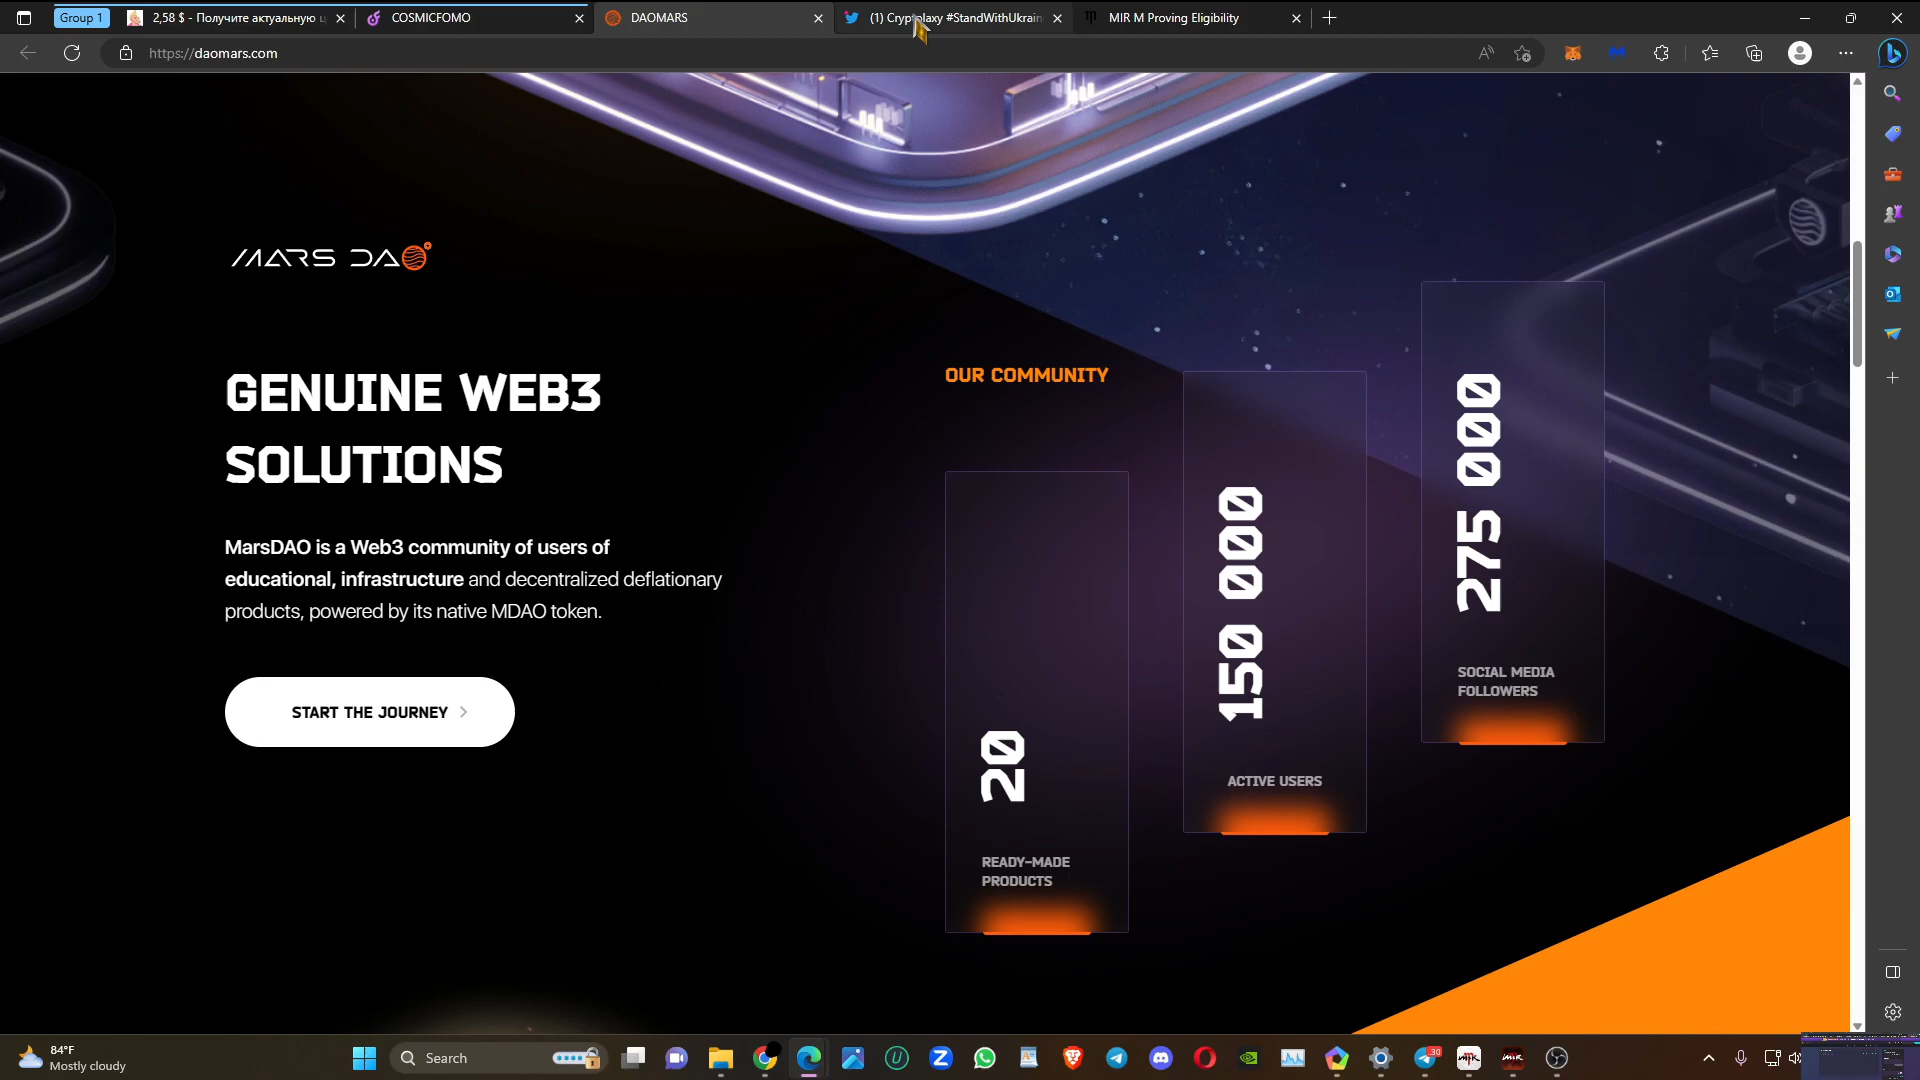 Group 1
2,58 $ - Получите актуальную ц
COSMICFOMO
DAOMARS
(1) Cryptolaxy #StandWithUkrain
MIR M Proving Eligibility
https://daomars.com
MARS DAO
GENUINE WEB3
SOLUTIONS
MarsDAO is a Web3 community of users of
educational, infrastructure and decentralized deflationary
products, powered by its native MDAO token.
START THE JOURNEY
OUR COMMUNITY
20
READY-MADE
PRODUCTS
150 000
ACTIVE USERS
275 000
SOCIAL MEDIA
FOLLOWERS
84°F
Mostly cloudy
Search
30